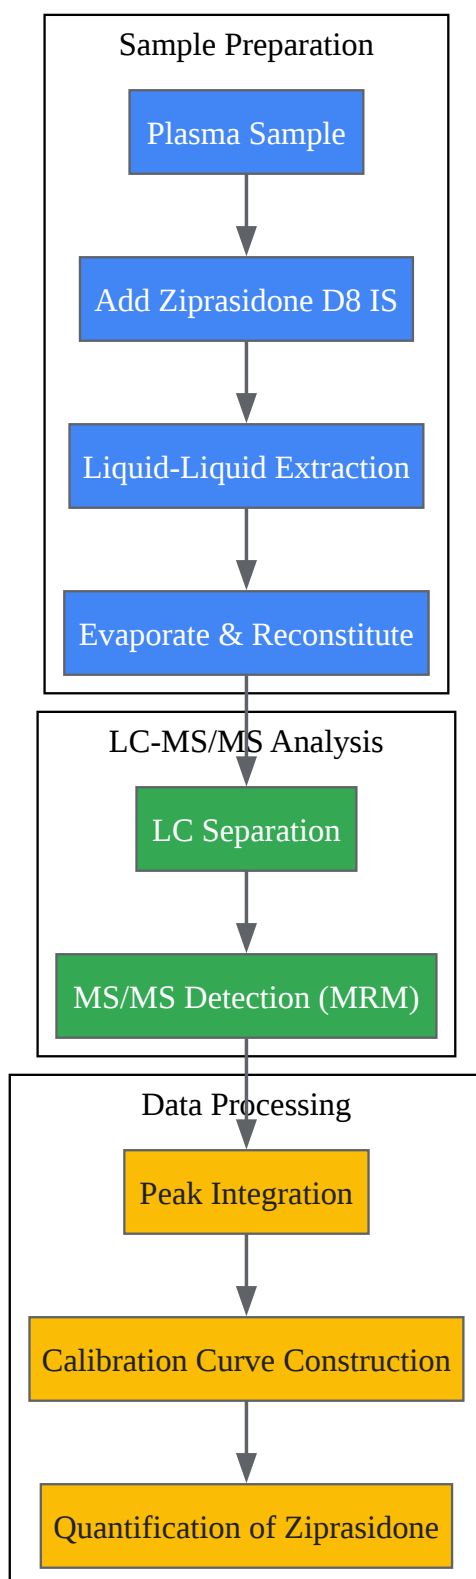 Sample Preparation
Plasma Sample
Add Ziprasidone D8 IS
Liquid-Liquid Extraction
Evaporate & Reconstitute
LC-MS/MS Analysis
LC Separation
MS/MS Detection (MRM)
Data Processing
Peak Integration
Calibration Curve Construction
Quantification of Ziprasidone